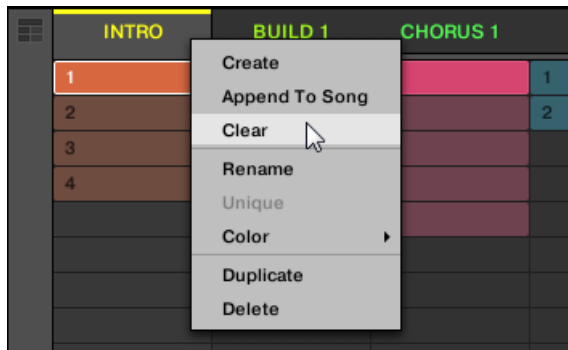 INTRO BUILD 1 CHORUS 1
1 1
2 2
3
4
Create
Append To Song
Clear
Rename
Unique
Color
Duplicate
Delete